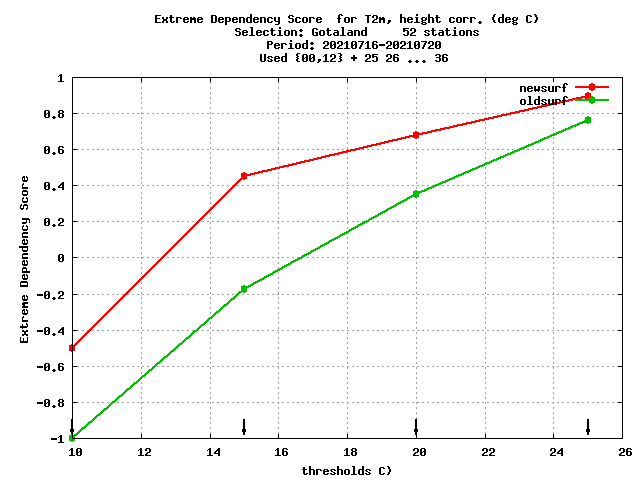 Extreme Dependency Score  for T2m, height corr. (deg C)
Selection: Gotaland     52 stations
Period: 20210716-20210720
Used {00,12} + 25 26 ... 36
newsurf
oldsurf
1
0.8
0.6
0.4
0.2
0
-0.2
-0.4
-0.6
-0.8
-1
Extreme Dependency Score
10 12 14 16 18 20 22 24 26
thresholds C)